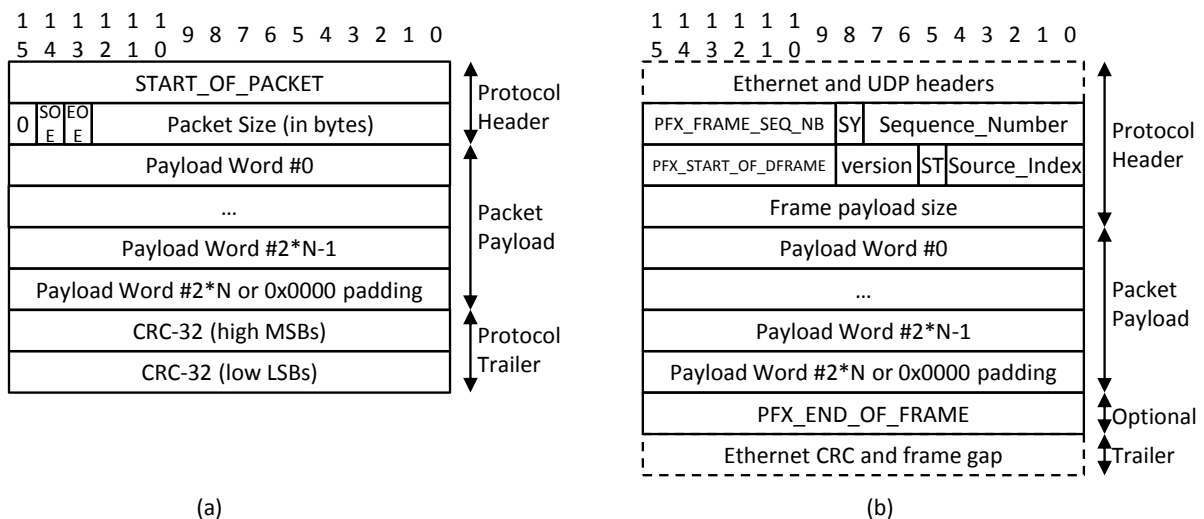 1 1 1 1 1 1
5 4 3 2 1 0 9 8 7 6 5 4 3 2 1 0
START_OF_PACKET
0 SO E EO E Packet Size (in bytes)
Protocol
Header
Payload Word #0
...
Payload Word #2*N-1
Payload Word #2*N or 0x0000 padding
Packet
Payload
CRC-32 (high MSBs)
CRC-32 (low LSBs)
Protocol
Trailer
(a)
1 1 1 1 1 1
5 4 3 2 1 0 9 8 7 6 5 4 3 2 1 0
Ethernet and UDP headers
PFX_FRAME_SEQ_NB SY Sequence_Number
PFX_START_OF_DFRAME version ST Source_Index
Frame payload size
Protocol
Header
Payload Word #0
...
Payload Word #2*N-1
Payload Word #2*N or 0x0000 padding
Packet
Payload
PFX_END_OF_FRAME
Optional
Ethernet CRC and frame gap
Trailer
(b)